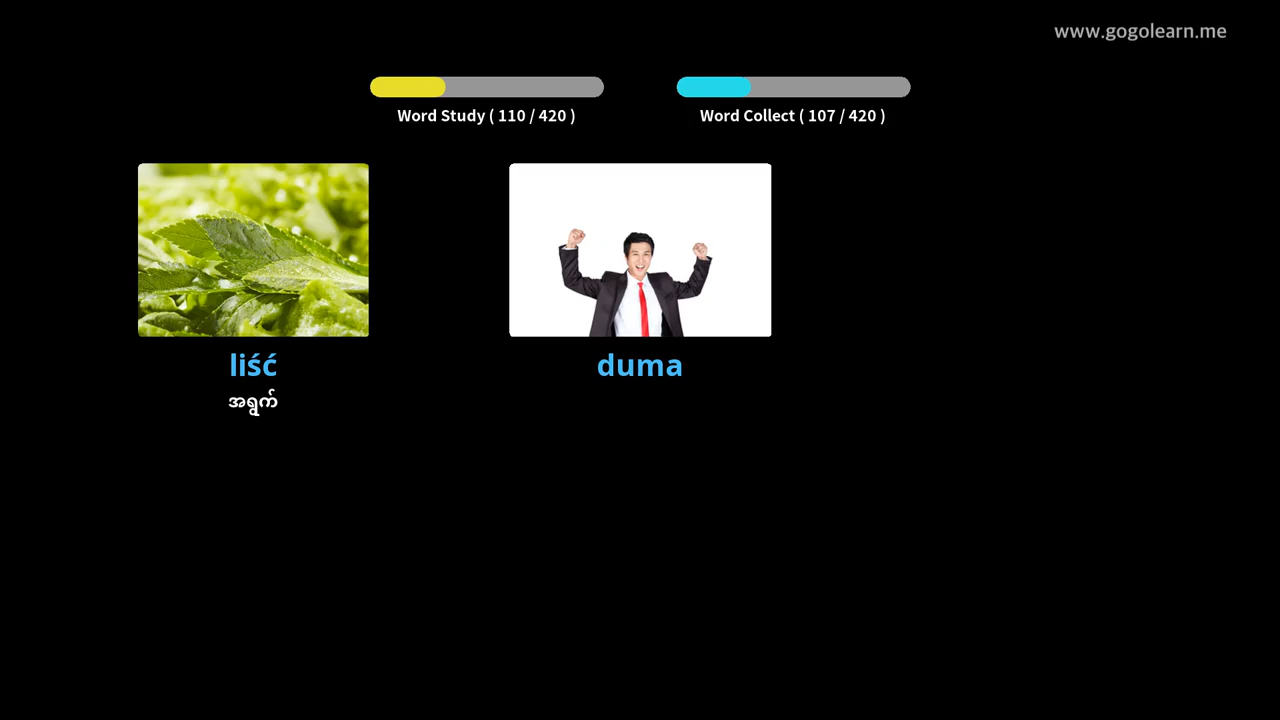 www.gogolearn.me
Word Study ( 110 / 420 )
Word Collect ( 107 / 420 )
liść
အရွက်
duma